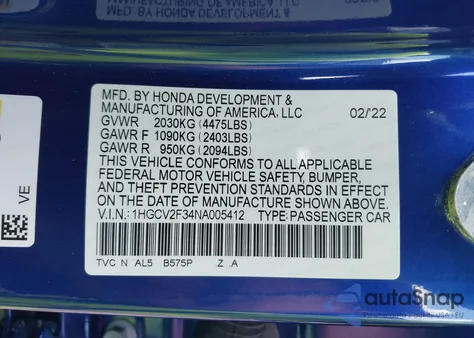 MFD. BY HONDA DEVELOPMENT &
MANUFACTURING OF AMERICA, LLC 02/'22
GVWR 2030KG (4475LBS)
GAWR F 1090KG (2403LBS)
GAWR R 950KG (2094LBS)
THIS VEHICLE CONFORMS TO ALL APPLICABLE
FEDERAL MOTOR VEHICLE SAFETY, BUMPER,
AND THEFT PREVENTION STANDARDS IN EFFECT
ON THE DATE OF MANUFACTURE SHOWN ABOVE.
V.I.N.: 1HGCV2F34NA005412 TYPE: PASSENGER CAR
TVC N AL5 B575P .Z .A
VE
autoSnap